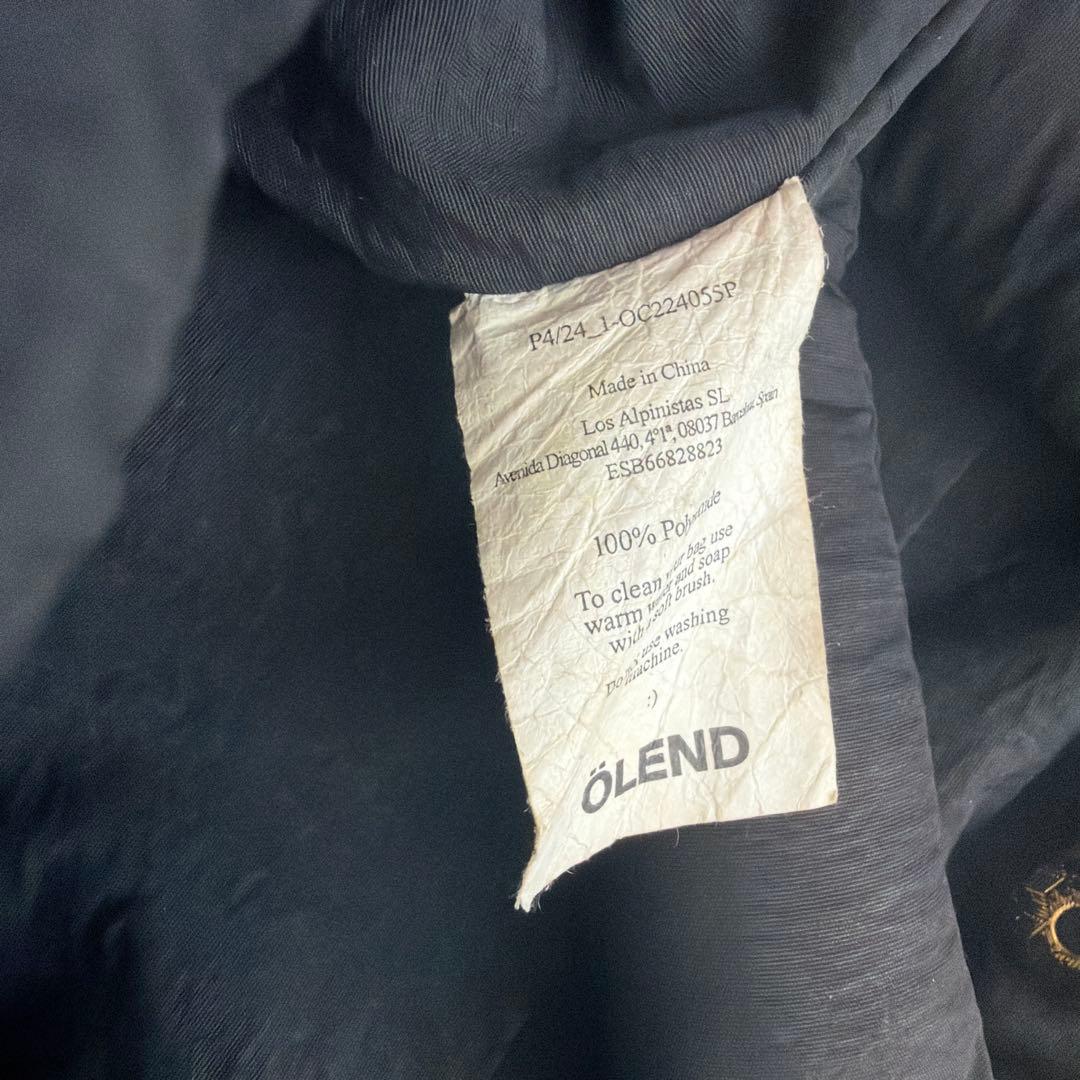 P4/24_1-OC224055P
Made in China
Los Alpinistas SL
Avenida Diagonal 440, 4º1ª, 08037 Barcelona, Spain
ESB66828823
100% Polyamide
To clean your bag use
warm water and soap
with a soft brush.
Do not use washing
machine.
:)
ÖLEND